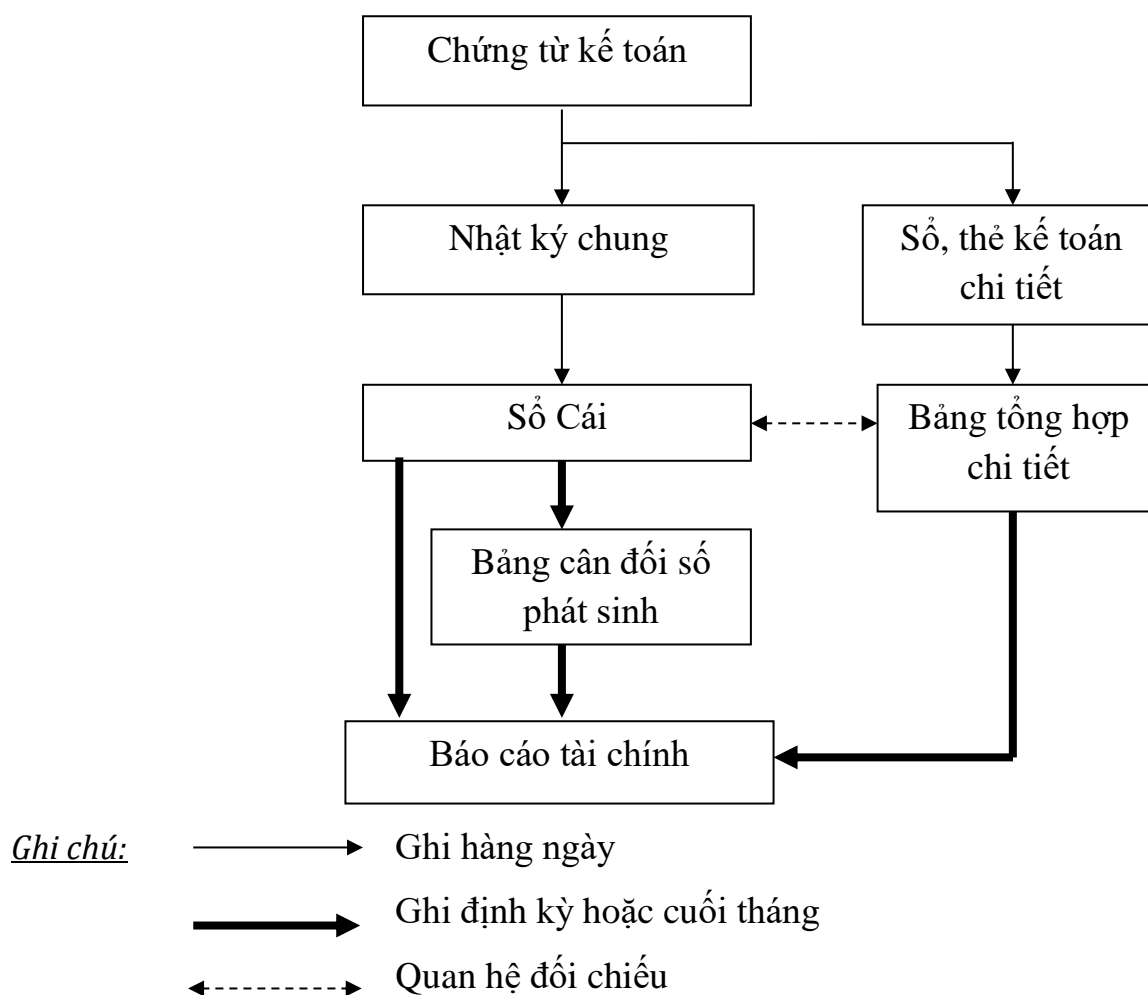 Chứng từ kế toán
Nhật ký chung
Sổ, thẻ kế toán
chi tiết
Sổ Cái
Bảng tổng hợp
chi tiết
Bảng cân đối số
phát sinh
Báo cáo tài chính
Ghi chú:
Ghi hàng ngày
Ghi định kỳ hoặc cuối tháng
Quan hệ đối chiếu